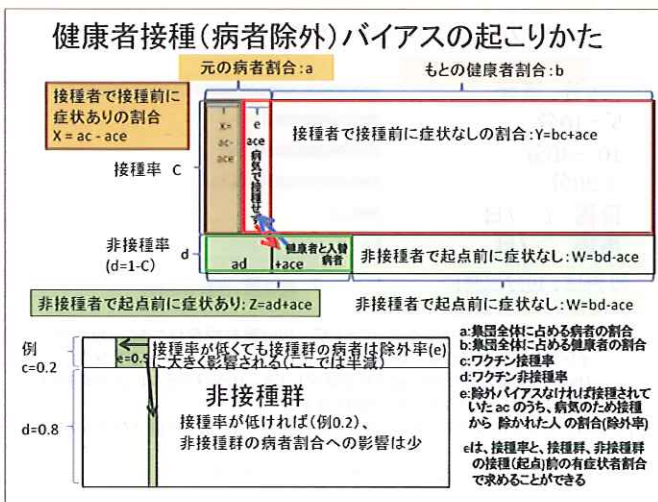 健康者接種(病者除外)バイアスの起こりかた
元の病者割合：a
もとの健康者割合：b
接種者で接種前に
症状ありの割合
X = ac - ace
x=
ac-
ace
e
ace
病気で接種せず
接種者で接種前に症状なしの割合：Y=bc+ace
接種率 C
非接種率 d
(d=1-C)
健康者と入替
病者
ad
+ace
非接種者で起点前に症状なし：W=bd-ace
非接種者で起点前に症状あり：Z=ad+ace
非接種者で起点前に症状なし：W=bd-ace
例
c=0.2
e=0.5
接種率が低くても接種群の病者は除外率(e)
に大きく影響される(ここでは半減)
d=0.8
非接種群
接種率が低ければ(例0.2)、
非接種群の病者割合への影響は少
a:集団全体に占める病者の割合
b:集団全体に占める健康者の割合
c:ワクチン接種率
d:ワクチン非接種率
e:除外バイアスなければ接種されて
いた ac のうち、病気のため接種
から 除かれた人 の割合(除外率)
eは、接種率と、接種群、非接種群
の接種(起点)前の有症状者割合
で求めることができる